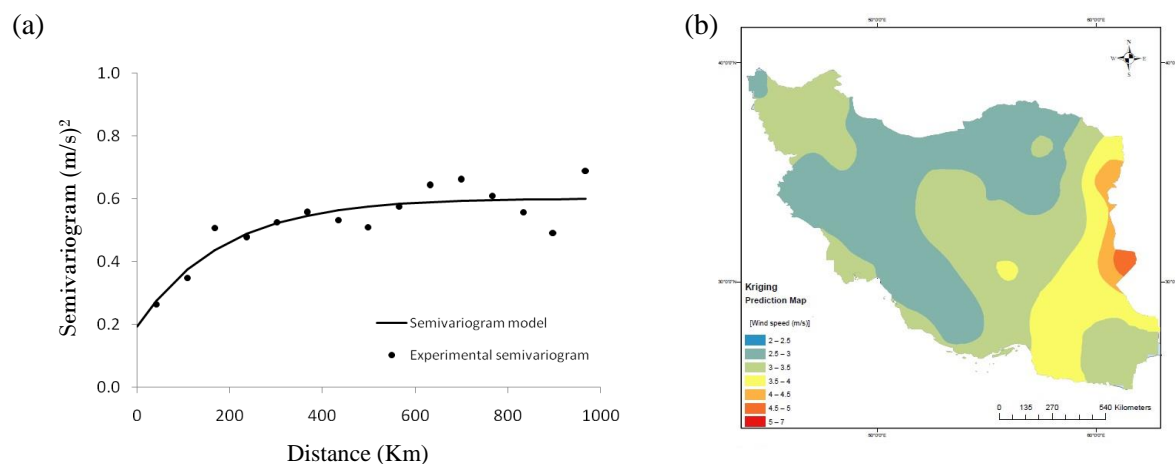 (a)
1.0
0.8
0.6
0.4
0.2
0.0
Semivariogram (m/s)²
Semivariogram model
Experimental semivariogram
0 200 400 600 800 1000
Distance (Km)
(b)
N
W E
S
Kriging
Prediction Map
[Wind speed (m/s)]
2 – 2.5
2.5 – 3
3 – 3.5
3.5 – 4
4 – 4.5
4.5 – 5
5 – 7
0 135 270 540 Kilometers